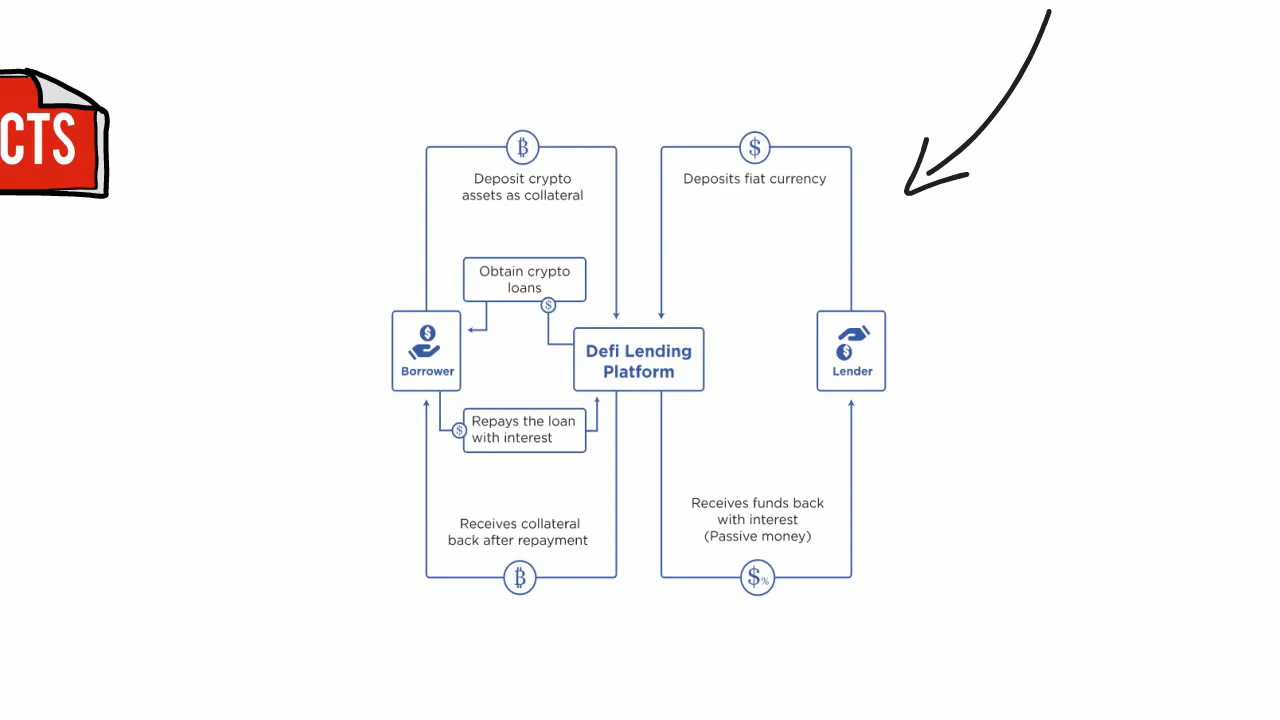 CTS
Deposit crypto
assets as collateral
Deposits fiat currency
Obtain crypto
loans
Borrower
Defi Lending
Platform
Lender
Repays the loan
with interest
Receives collateral
back after repayment
Receives funds back
with interest
(Passive money)